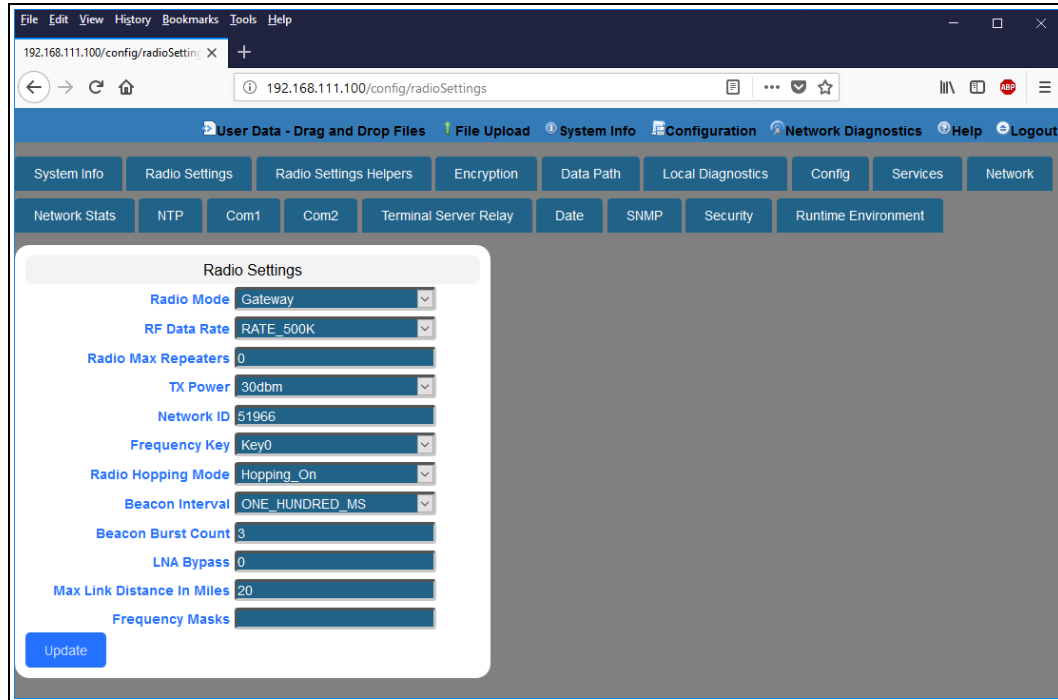 File Edit View History Bookmarks Tools Help
192.168.111.100/config/radioSetting
192.168.111.100/config/radioSettings
ABP
User Data - Drag and Drop Files File Upload System Info Configuration Network Diagnostics Help Logout
System Info Radio Settings Radio Settings Helpers Encryption Data Path Local Diagnostics Config Services Network
Network Stats NTP Com1 Com2 Terminal Server Relay Date SNMP Security Runtime Environment
Radio Settings
Radio Mode Gateway
RF Data Rate RATE_500K
Radio Max Repeaters 0
TX Power 30dbm
Network ID 51966
Frequency Key Key0
Radio Hopping Mode Hopping_On
Beacon Interval ONE_HUNDRED_MS
Beacon Burst Count 3
LNA Bypass 0
Max Link Distance In Miles 20
Frequency Masks
Update